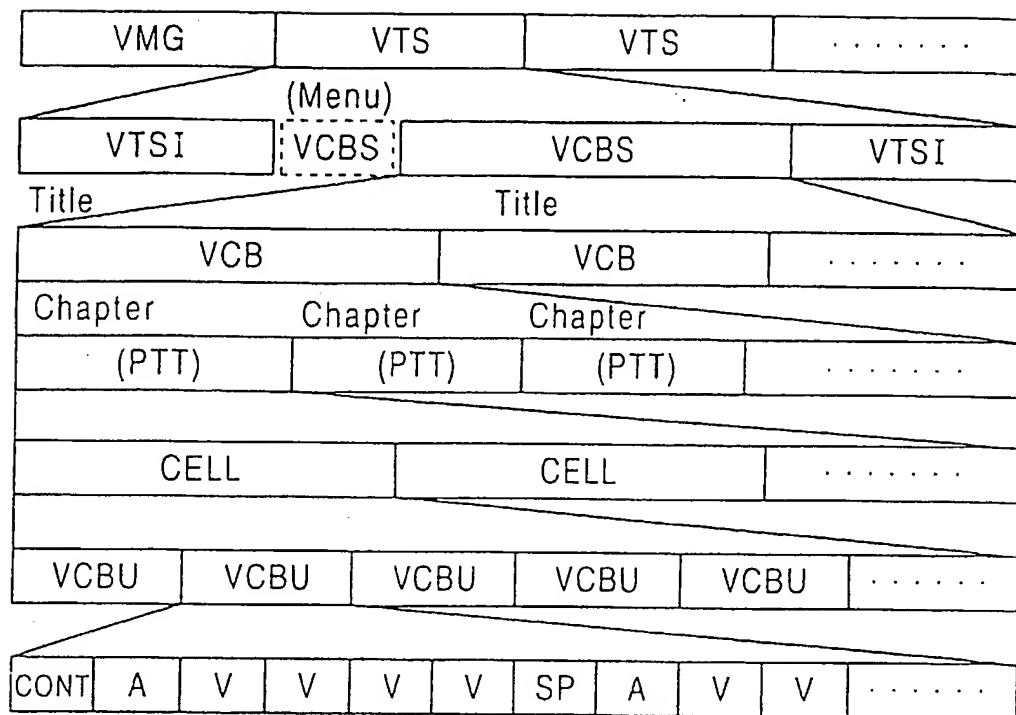 VMG VTS VTS .......
(Menu)
VTSI VCBS VCBS VTSI
Title Title
VCB VCB .......
Chapter Chapter Chapter
(PTT) (PTT) (PTT) .......
CELL CELL .......
VCBU VCBU VCBU VCBU VCBU ......
CONT A V V V V SP A V V ......